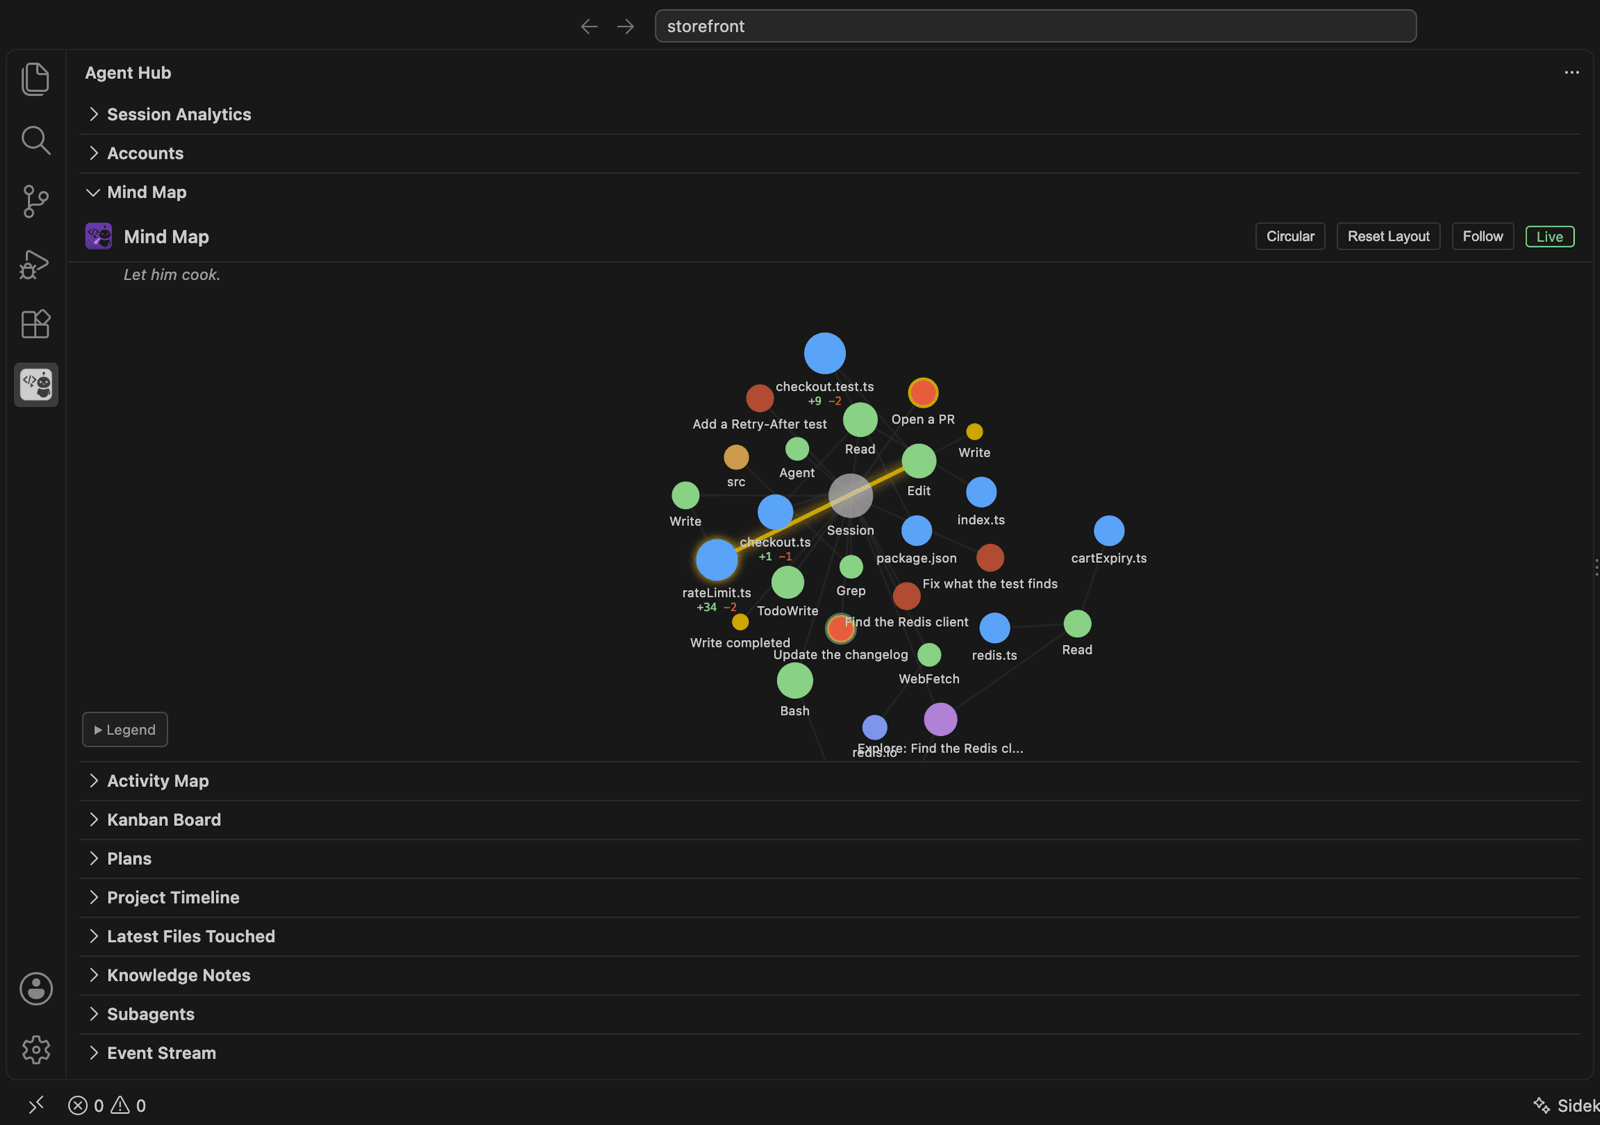 storefront
Agent Hub
Session Analytics
Accounts
Mind Map
Mind Map
Circular
Reset Layout
Follow
Live
Let him cook.
checkout.test.ts
+9 −2
Open a PR
Add a Retry-After test
Read
Write
Agent
src
Edit
Write
index.ts
Session
checkout.ts
+1 −1
package.json
cartExpiry.ts
Fix what the test finds
rateLimit.ts
+34 −2
Grep
TodoWrite
Find the Redis client
Write completed
Update the changelog
redis.ts
Read
WebFetch
Bash
Explore: Find the Redis cl...
redis.io
Legend
Activity Map
Kanban Board
Plans
Project Timeline
Latest Files Touched
Knowledge Notes
Subagents
Event Stream
0
0
Sidek